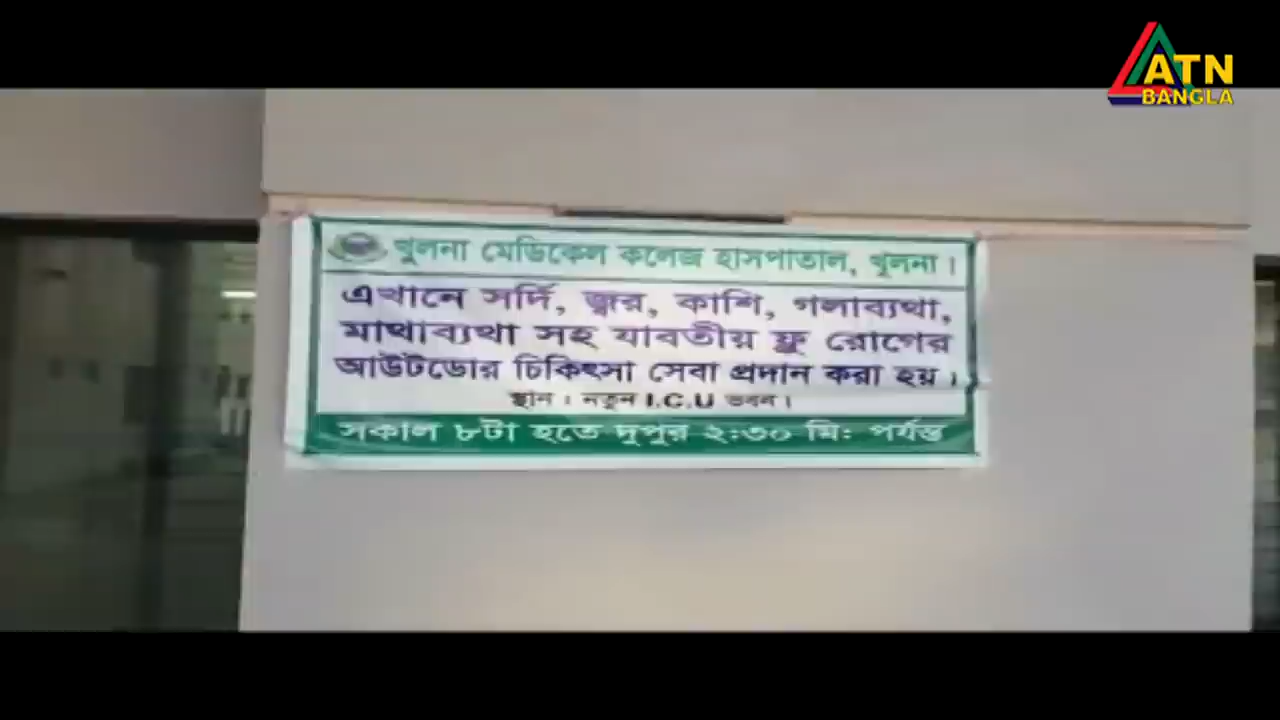 ATN
BANGLA
খুলনা মেডিকেল কলেজ হাসপাতাল, খুলনা।
এখানে সর্দি, জ্বর, কাশি, গলাব্যথা,
মাথাব্যথা সহ যাবতীয় ফ্লু রোগের
আউটডোর চিকিৎসা সেবা প্রদান করা হয়।
স্থান : নতুন I.C.U ভবন।
সকাল ৮টা হতে দুপুর ২:৩০ মি: পর্যন্ত